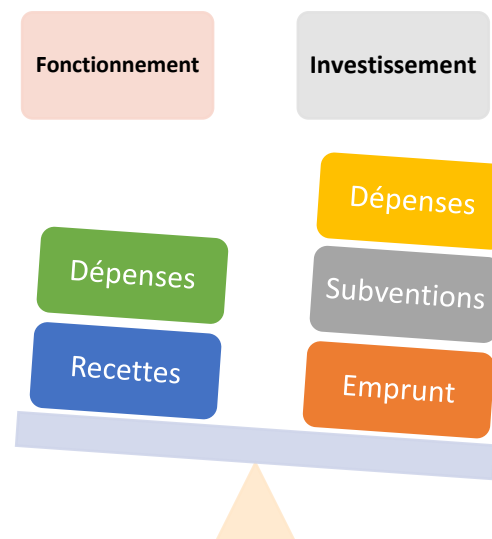 Fonctionnement
Investissement
Dépenses
Subventions
Emprunt
Dépenses
Recettes